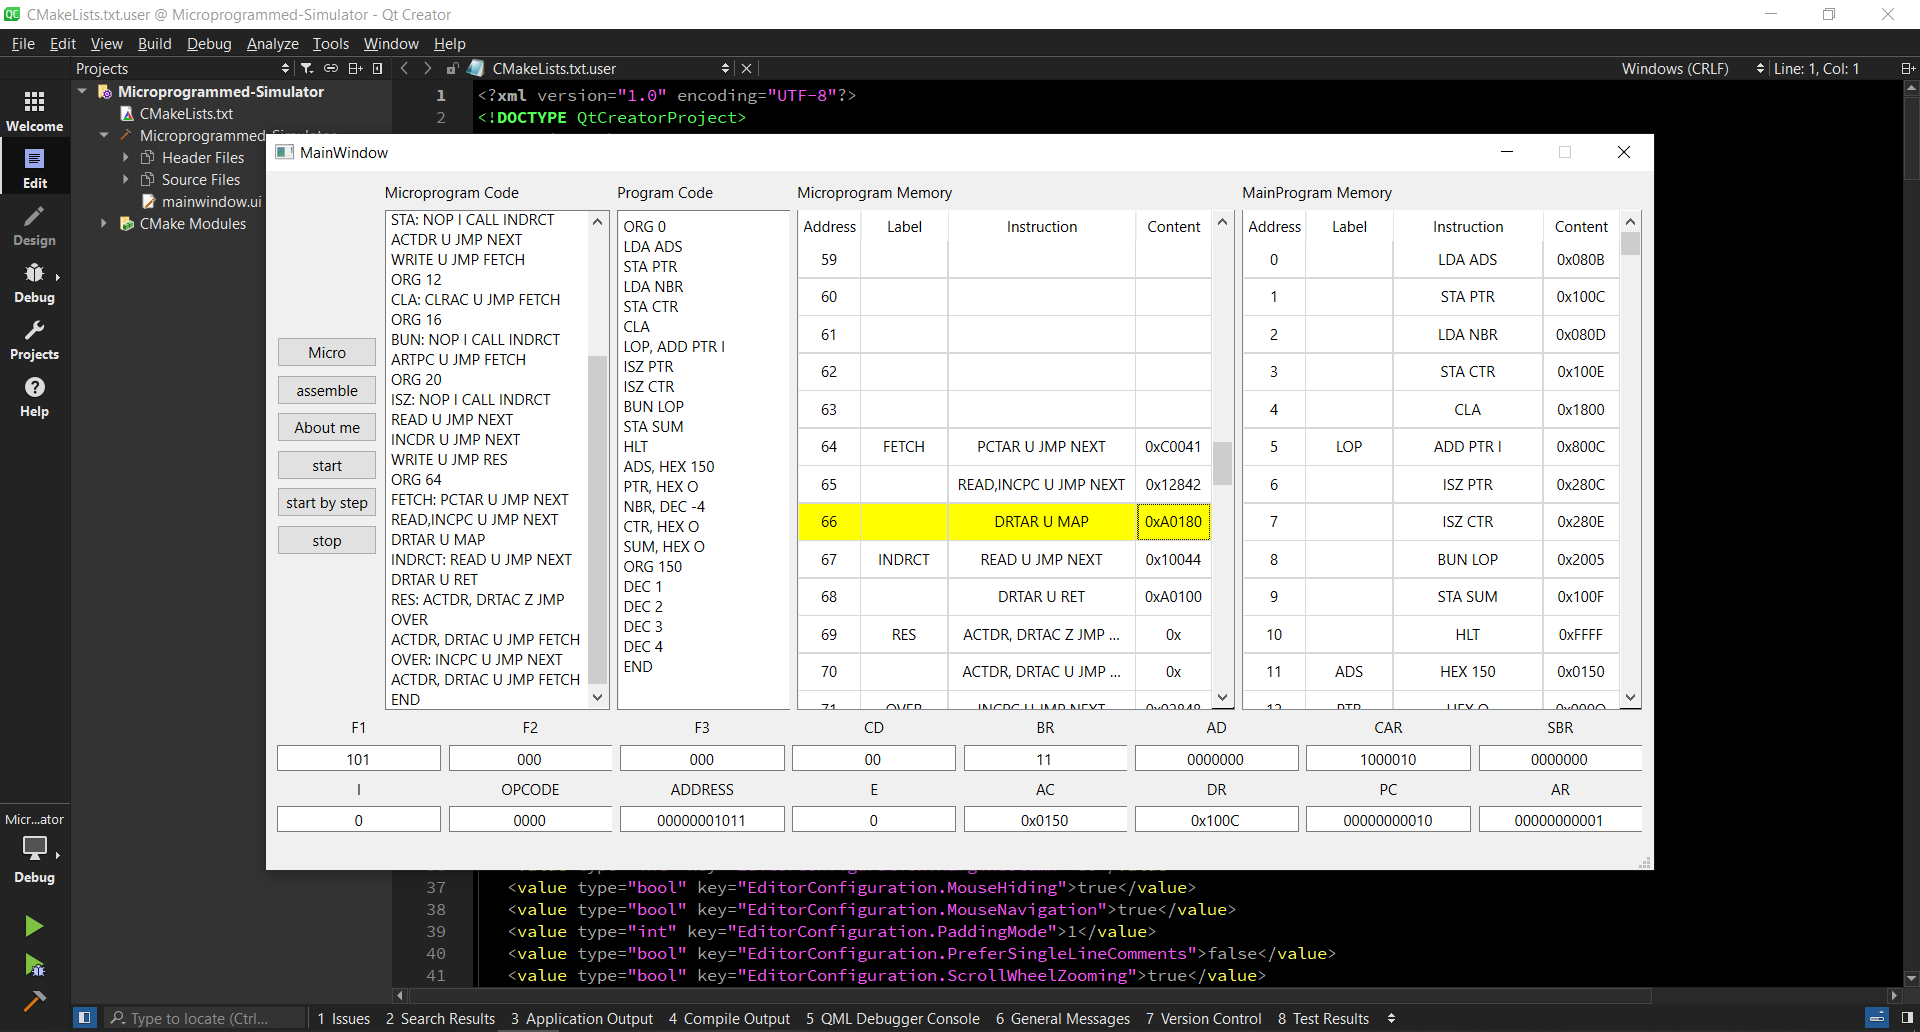 CMakeLists.txt.user @ Microprogrammed-Simulator - Qt Creator
File Edit View Build Debug Analyze Tools Window Help
Projects
CMakeLists.txt.user
Windows (CRLF)
Line: 1, Col: 1
Welcome
Edit
Design
Debug
Projects
Help
Micr...ator
Debug
Microprogrammed-Simulator
CMakeLists.txt
Microprogrammed-Simulator
Header Files
Source Files
mainwindow.ui
CMake Modules
1 <?xml version="1.0" encoding="UTF-8"?>
2 <!DOCTYPE QtCreatorProject>
MainWindow
Micro
assemble
About me
start
start by step
stop
Microprogram Code
STA: NOP I CALL INDRCT
ACTDR U JMP NEXT
WRITE U JMP FETCH
ORG 12
CLA: CLRAC U JMP FETCH
ORG 16
BUN: NOP I CALL INDRCT
ARTPC U JMP FETCH
ORG 20
ISZ: NOP I CALL INDRCT
READ U JMP NEXT
INCDR U JMP NEXT
WRITE U JMP RES
ORG 64
FETCH: PCTAR U JMP NEXT
READ,INCPC U JMP NEXT
DRTAR U MAP
INDRCT: READ U JMP NEXT
DRTAR U RET
RES: ACTDR, DRTAC Z JMP
OVER
ACTDR, DRTAC U JMP FETCH
OVER: INCPC U JMP NEXT
ACTDR, DRTAC U JMP FETCH
END
Program Code
ORG 0
LDA ADS
STA PTR
LDA NBR
STA CTR
CLA
LOP, ADD PTR I
ISZ PTR
ISZ CTR
BUN LOP
STA SUM
HLT
ADS, HEX 150
PTR, HEX O
NBR, DEC -4
CTR, HEX O
SUM, HEX O
ORG 150
DEC 1
DEC 2
DEC 3
DEC 4
END
Microprogram Memory
Address Label Instruction Content
59
60
61
62
63
64 FETCH PCTAR U JMP NEXT 0xC0041
65 READ,INCPC U JMP NEXT 0x12842
66 DRTAR U MAP 0xA0180
67 INDRCT READ U JMP NEXT 0x10044
68 DRTAR U RET 0xA0100
69 RES ACTDR, DRTAC Z JMP ... 0x
70 ACTDR, DRTAC U JMP ... 0x
71 OVER INCPC U JMP NEXT 0x02848
MainProgram Memory
Address Label Instruction Content
0 LDA ADS 0x080B
1 STA PTR 0x100C
2 LDA NBR 0x080D
3 STA CTR 0x100E
4 CLA 0x1800
5 LOP ADD PTR I 0x800C
6 ISZ PTR 0x280C
7 ISZ CTR 0x280E
8 BUN LOP 0x2005
9 STA SUM 0x100F
10 HLT 0xFFFF
11 ADS HEX 150 0x0150
12 PTR HEX O 0x000O
F1 F2 F3 CD BR AD CAR SBR
101 000 000 00 11 0000000 1000010 0000000
I OPCODE ADDRESS E AC DR PC AR
0 0000 00000001011 0 0x0150 0x100C 00000000010 00000000001
37 <value type="bool" key="EditorConfiguration.MouseHiding">true</value>
38 <value type="bool" key="EditorConfiguration.MouseNavigation">true</value>
39 <value type="int" key="EditorConfiguration.PaddingMode">1</value>
40 <value type="bool" key="EditorConfiguration.PreferSingleLineComments">false</value>
41 <value type="bool" key="EditorConfiguration.ScrollWheelZooming">true</value>
Type to locate (Ctrl...
1 Issues 2 Search Results 3 Application Output 4 Compile Output 5 QML Debugger Console 6 General Messages 7 Version Control 8 Test Results